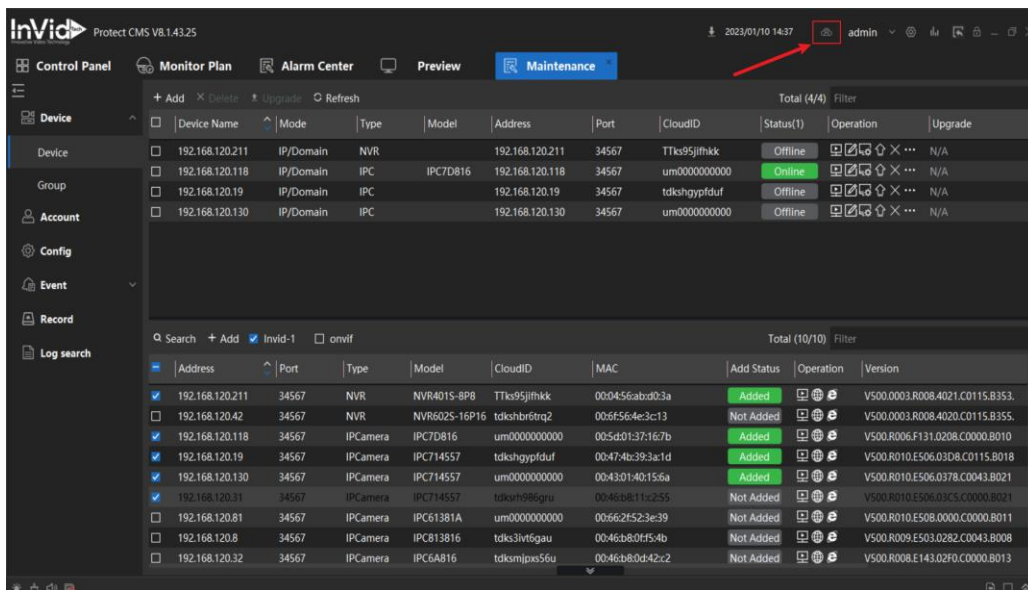 InVid Tech Protect CMS V8.1.43.25 2023/01/10 14:37 admin
Control Panel Monitor Plan Alarm Center Preview Maintenance
+ Add Delete Upgrade Refresh Total (4/4) Filter
Device
Device Name Mode Type Model Address Port CloudID Status(1) Operation Upgrade
Device
192.168.120.211 IP/Domain NVR 192.168.120.211 34567 TTks95jifhkk Offline N/A
192.168.120.118 IP/Domain IPC IPC7D816 192.168.120.118 34567 um0000000000 Online N/A
Group
192.168.120.19 IP/Domain IPC 192.168.120.19 34567 tdkshgypfduf Offline N/A
192.168.120.130 IP/Domain IPC 192.168.120.130 34567 um0000000000 Offline N/A
Account
Config
Event
Record
Search + Add Invid-1 onvif Total (10/10) Filter
Log search
Address Port Type Model CloudID MAC Add Status Operation Version
192.168.120.211 34567 NVR NVR401S-8P8 TTks95jifhkk 00:04:56:ab:d0:3a Added V500.0003.R008.4021.C0115.B353.
192.168.120.42 34567 NVR NVR602S-16P16 tdkshbr6trq2 00:6f:56:4e:3c:13 Not Added V500.0003.R008.4020.C0115.B355.
192.168.120.118 34567 IPCamera IPC7D816 um0000000000 00:5d:01:37:16:7b Added V500.R006.F131.0208.C0000.B010
192.168.120.19 34567 IPCamera IPC714557 tdkshgypfduf 00:47:4b:39:3a:1d Added V500.R010.E506.03D8.C0115.B018
192.168.120.130 34567 IPCamera IPC714557 um0000000000 00:43:01:40:15:6a Added V500.R010.E506.0378.C0043.B021
192.168.120.31 34567 IPCamera IPC714557 tdksrh986gru 00:46:b8:11:c2:55 Not Added V500.R010.E506.03C5.C0000.B021
192.168.120.81 34567 IPCamera IPC61381A um0000000000 00:66:2f:52:3e:39 Not Added V500.R010.E50B.0000.C0000.B011
192.168.120.8 34567 IPCamera IPC813816 tdks3ivt6gau 00:46:b8:0f:f5:4b Not Added V500.R009.E503.0282.C0043.B008
192.168.120.32 34567 IPCamera IPC6A816 tdksmjpxs56u 00:46:b8:0d:42:c2 Not Added V500.R008.E143.02F0.C0000.B013